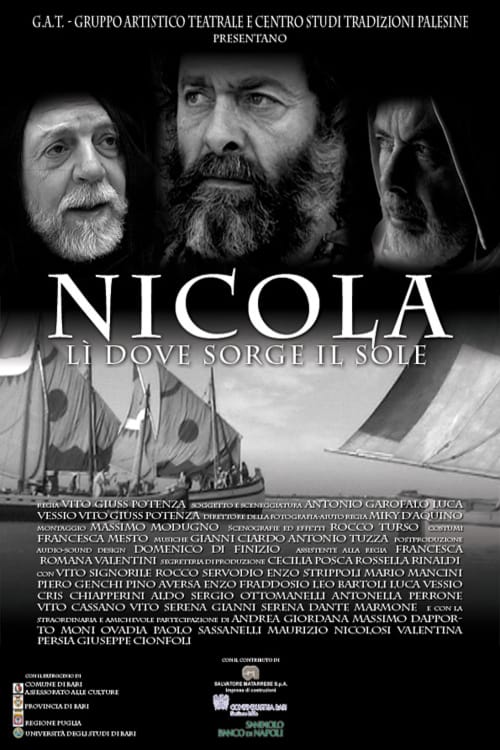 G.A.T. - GRUPPO ARTISTICO TEATRALE E CENTRO STUDI TRADIZIONI PALESINE
PRESENTANO
NICOLA
LÌ DOVE SORGE IL SOLE
REGIA VITO GIUSS POTENZA SOGGETTO E SCENEGGIATURA ANTONIO GAROFALO LUCA
VESSIO VITO GIUSS POTENZA DIRETTORE DELLA FOTOGRAFIA-AIUTO REGIA MIKY D'AQUINO
MONTAGGIO MASSIMO MODUGNO SCENOGRAFIE ED EFFETTI ROCCO TURSO COSTUMI
FRANCESCA MESTO MUSICHE GIANNI CIARDO ANTONIO TUZZA POSTPRODUZIONE
AUDIO-SOUND DESIGN DOMENICO DI FINIZIO ASSISTENTE ALLA REGIA FRANCESCA
ROMANA VALENTINI SEGRETERIA DI PRODUZIONE CECILIA POSCA ROSSELLA RINALDI
CON VITO SIGNORILE ROCCO SERVODIO ENZO STRIPPOLI MARIO MANCINI
PIERO GENCHI PINO AVERSA ENZO FRADDOSIO LEO BARTOLI LUCA VESSIO
CRIS CHIAPPERINI ALDO SERGIO OTTOMANELLI ANTONELLA PERRONE
VITO CASSANO VITO SERENA GIANNI SERENA DANTE MARMONE E CON LA
STRAORDINARIA E AMICHEVOLE PARTECIPAZIONE DI ANDREA GIORDANA MASSIMO DAPPOR-
TO MONI OVADIA PAOLO SASSANELLI MAURIZIO NICOLOSI VALENTINA
PERSIA GIUSEPPE CIONFOLI
CON IL PATROCINIO DI
COMUNE DI BARI
ASSESSORATO ALLE CULTURE
PROVINCIA DI BARI
REGIONE PUGLIA
UNIVERSITÀ DEGLI STUDI DI BARI
CON IL CONTRIBUTO DI
SALVATORE MATARRESE S.p.A.
Impresa di costruzioni
CONFINDUSTRIA BARI
SANPAOLO
BANCO DI NAPOLI